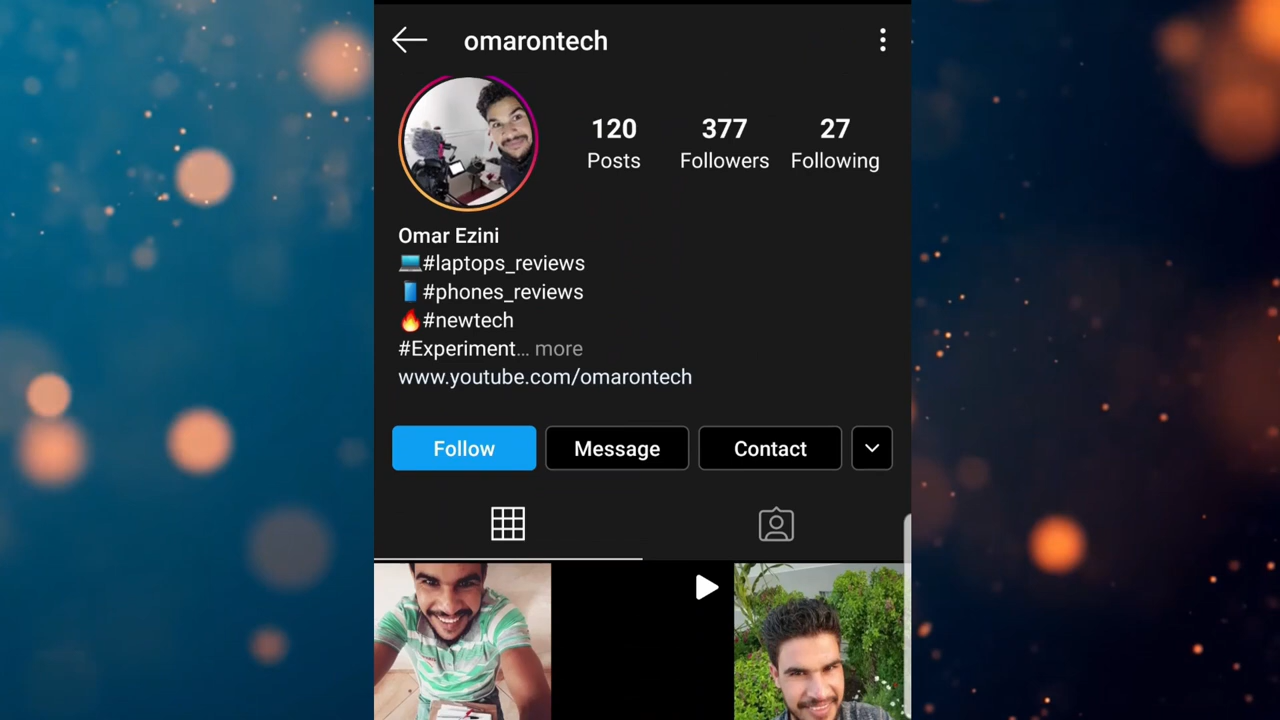 omarontech
120 377 27
Posts Followers Following
Omar Ezini
💻#laptops_reviews
📱#phones_reviews
🔥#newtech
#Experiment... more
www.youtube.com/omarontech
Follow Message Contact